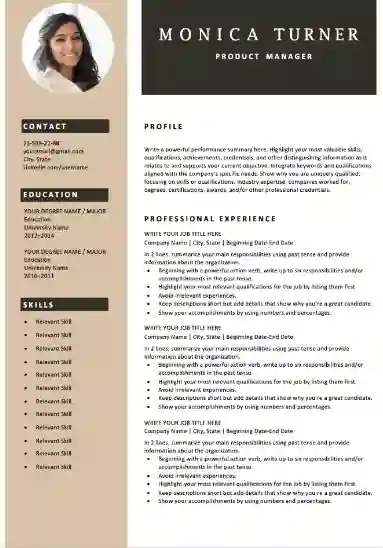 MONICA TURNER
PRODUCT MANAGER
CONTACT
City, State
EDUCATION
YOUR DEGREE NAME / MAJOR
Education
University Name
2012-2014
YOUR DEGREE NAME / MAJOR
Education
University Name
2010-2011
SKILLS
Relevant Skill
Relevant Skill
Relevant Skill
Relevant Skill
Relevant Skill
Relevant Skill
Relevant Skill
Relevant Skill
Relevant Skill
Relevant Skill
Relevant Skill
Relevant Skill
PROFILE
Write a powerful performance summary here. Highlight your most valuable skills,
qualifications, achievements, credentials, and other distinguishing information as it
relates to and supports your current objective. Integrate keywords and qualifications
aligned with the company's specific needs. Show why you are uniquely qualified;
focusing on skills or qualifications, industry expertise, companies worked for,
degrees, certifications, awards, and/or other professional credentials.
PROFESSIONAL EXPERIENCE
WRITE YOUR JOB TITLE HERE
Company Name | City, State | Beginning Date-End Date
In 2 lines, summarize your main responsibilities using past tense and provide
information about the organization.
• Beginning with a powerful action verb, write up to six responsibilities and/or
accomplishments in the past tense.
• Highlight your most relevant qualifications for the job by listing them first.
• Avoid irrelevant experiences.
• Keep descriptions short but add details that show why you're a great candidate.
• Show your accomplishments by using numbers and percentages.
WRITE YOUR JOB TITLE HERE
Company Name | City, State | Beginning Date-End Date
In 2 lines, summarize your main responsibilities using past tense and provide
information about the organization.
• Beginning with a powerful action verb, write up to six responsibilities and/or
accomplishments in the past tense.
• Highlight your most relevant qualifications for the job by listing them first.
• Avoid irrelevant experiences.
• Keep descriptions short but add details that show why you're a great candidate.
• Show your accomplishments by using numbers and percentages.
WRITE YOUR JOB TITLE HERE
Company Name | City, State | Beginning Date-End Date
In 2 lines, summarize your main responsibilities using past tense and provide
information about the organization.
• Beginning with a powerful action verb, write up to six responsibilities and/or
accomplishments in the past tense.
• Avoid irrelevant experiences.
• Highlight your most relevant qualifications for the job by listing them first.
• Keep descriptions short but add details that show why you're a great candidate.
• Show your accomplishments by using numbers and percentages.